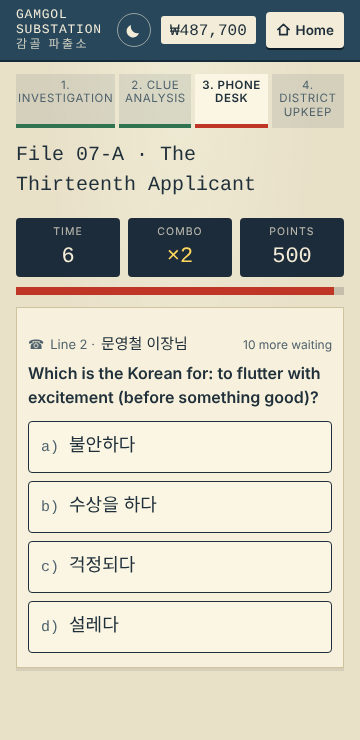 GAMGOL
SUBSTATION
감골 파출소
₩487,700
Home
1.
INVESTIGATION
2. CLUE
ANALYSIS
3. PHONE
DESK
4.
DISTRICT
UPKEEP
File 07-A · The
Thirteenth Applicant
TIME
6
COMBO
×2
POINTS
500
☎ Line 2 · 문영철 이장님
10 more waiting
Which is the Korean for: to flutter with
excitement (before something good)?
a) 불안하다
b) 수상을 하다
c) 걱정되다
d) 설레다